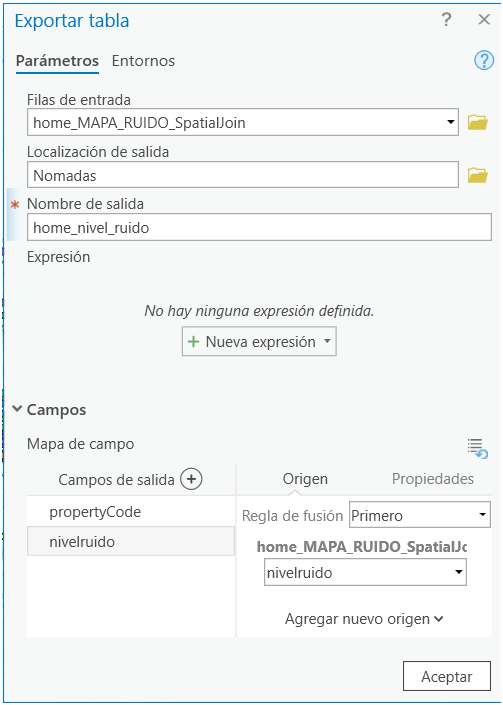 Exportar tabla
?
Parámetros Entornos
?
Filas de entrada
home_MAPA_RUIDO_SpatialJoin
Localización de salida
Nomadas
* Nombre de salida
home_nivel_ruido
Expresión
No hay ninguna expresión definida.
+ Nueva expresión
Campos
Mapa de campo
Campos de salida +
Origen Propiedades
propertyCode
nivelruido
Regla de fusión Primero
home_MAPA_RUIDO_SpatialJc
nivelruido
Agregar nuevo origen
Aceptar